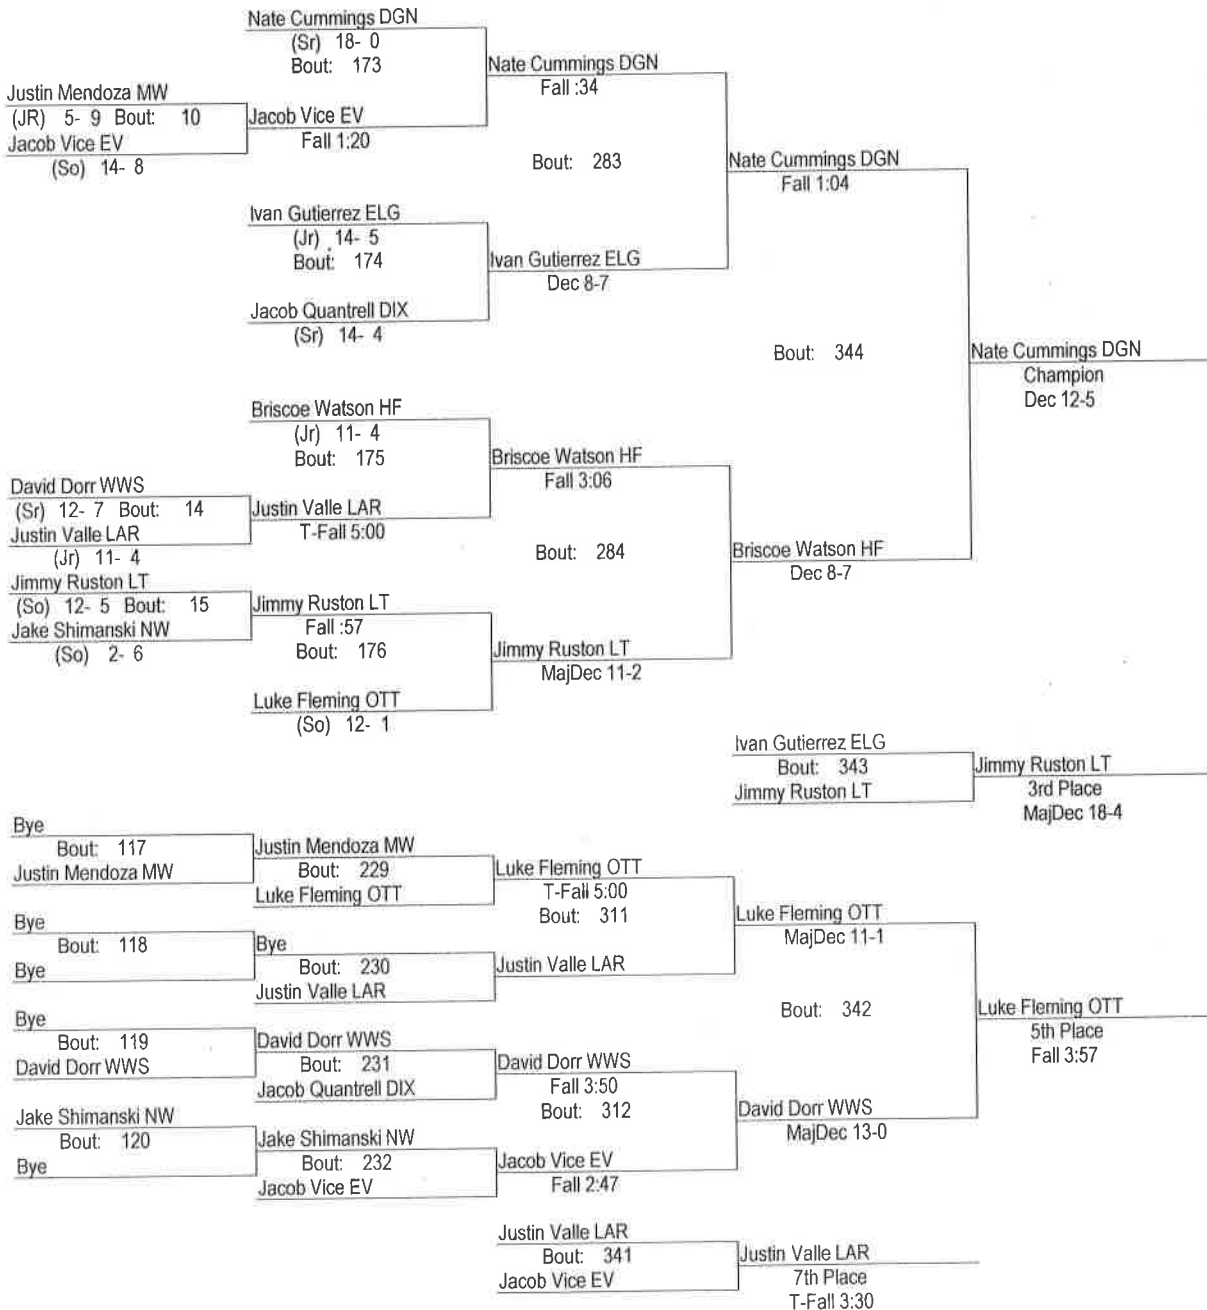 Nate Cummings DGN
(Sr) 18- 0
Bout: 173
Nate Cummings DGN
Fall :34
Justin Mendoza MW
(JR) 5- 9 Bout: 10
Jacob Vice EV
(So) 14- 8
Jacob Vice EV
Fall 1:20
Bout: 283
Nate Cummings DGN
Fall 1:04
Ivan Gutierrez ELG
(Jr) 14- 5
Bout: 174
Ivan Gutierrez ELG
Dec 8-7
Jacob Quantrell DIX
(Sr) 14- 4
Bout: 344
Nate Cummings DGN
Champion
Dec 12-5
Briscoe Watson HF
(Jr) 11- 4
Bout: 175
Briscoe Watson HF
Fall 3:06
David Dorr WWS
(Sr) 12- 7 Bout: 14
Justin Valle LAR
(Jr) 11- 4
Justin Valle LAR
T-Fall 5:00
Bout: 284
Briscoe Watson HF
Dec 8-7
Jimmy Ruston LT
(So) 12- 5 Bout: 15
Jake Shimanski NW
(So) 2- 6
Jimmy Ruston LT
Fall :57
Bout: 176
Jimmy Ruston LT
MajDec 11-2
Luke Fleming OTT
(So) 12- 1
Ivan Gutierrez ELG
Bout: 343
Jimmy Ruston LT
Jimmy Ruston LT
3rd Place
MajDec 18-4
Bye
Bout: 117
Justin Mendoza MW
Justin Mendoza MW
Bout: 229
Luke Fleming OTT
Luke Fleming OTT
T-Fall 5:00
Bout: 311
Luke Fleming OTT
MajDec 11-1
Bye
Bout: 118
Bye
Bye
Bout: 230
Justin Valle LAR
Justin Valle LAR
Bout: 342
Luke Fleming OTT
5th Place
Fall 3:57
Bye
Bout: 119
David Dorr WWS
David Dorr WWS
Bout: 231
Jacob Quantrell DIX
David Dorr WWS
Fall 3:50
Bout: 312
David Dorr WWS
MajDec 13-0
Jake Shimanski NW
Bout: 120
Bye
Jake Shimanski NW
Bout: 232
Jacob Vice EV
Jacob Vice EV
Fall 2:47
Justin Valle LAR
Bout: 341
Jacob Vice EV
Justin Valle LAR
7th Place
T-Fall 3:30